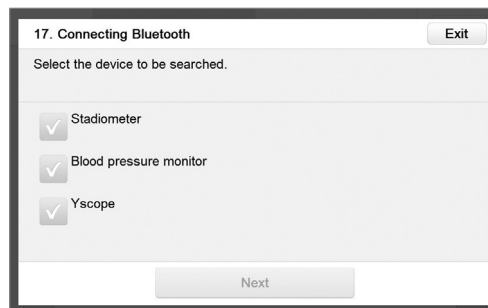 17. Connecting Bluetooth
Exit
Select the device to be searched.
Stadiometer
Blood pressure monitor
Yscope
Next